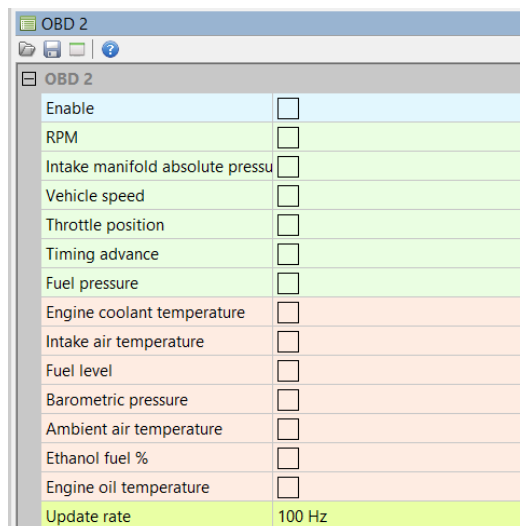 OBD 2
OBD 2
Enable
RPM
Intake manifold absolute pressu
Vehicle speed
Throttle position
Timing advance
Fuel pressure
Engine coolant temperature
Intake air temperature
Fuel level
Barometric pressure
Ambient air temperature
Ethanol fuel %
Engine oil temperature
Update rate 100 Hz